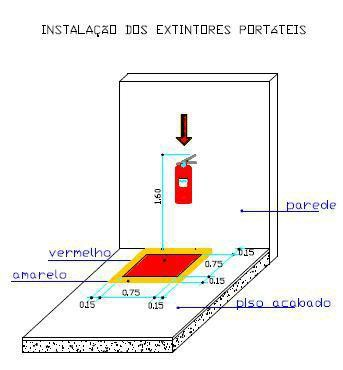 INSTALAÇÃO DOS EXTINTORES PORTÁTEIS
1.60
parede
vermelho
0.15
0.75
amarelo
0.15
0.75
0.15
0.15
piso acabado